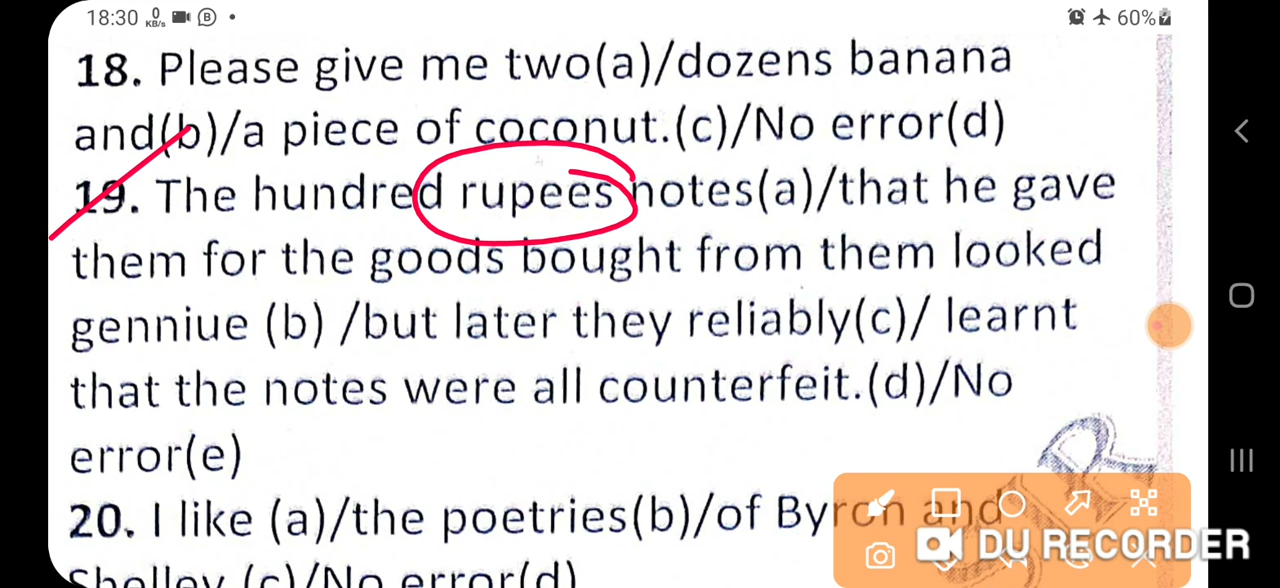 18:30 0 KB/s B 60%
18. Please give me two(a)/dozens banana
and(b)/a piece of coconut.(c)/No error(d)
19. The hundred rupees notes(a)/that he gave
them for the goods bought from them looked
genniue (b) /but later they reliably(c)/ learnt
that the notes were all counterfeit.(d)/No
error(e)
20. I like (a)/the poetries(b)/of Byron and
Shelley (c)/No error(d)
DU RECORDER